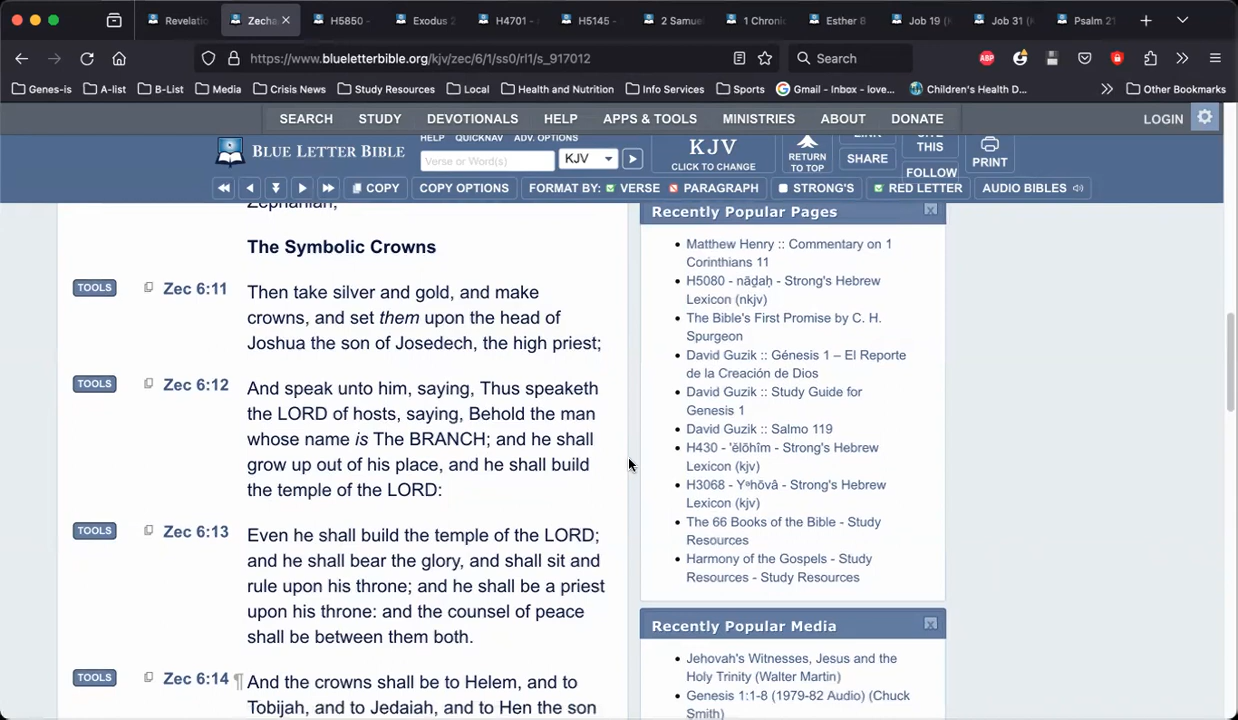 Revelatio
Zecha
H5850 -
Exodus 2
H4701 -
H5145 -
2 Samue
1 Chronic
Esther 8
Job 19 (K
Job 31 (K
Psalm 21
https://www.blueletterbible.org/kjv/zec/6/1/ss0/rl1/s_917012
Search
ABP
Genes-is
A-list
B-List
Media
Crisis News
Study Resources
Local
Health and Nutrition
Info Services
Sports
Gmail - Inbox - love...
Children's Health D...
Other Bookmarks
SEARCH STUDY DEVOTIONALS HELP APPS & TOOLS MINISTRIES ABOUT DONATE LOGIN
BLUE LETTER BIBLE
HELP QUICKNAV ADV. OPTIONS
Verse or Word(s)
KJV
KJV
CLICK TO CHANGE
RETURN
TO TOP
LINK
SHARE
CITE
THIS
FOLLOW
PRINT
COPY
COPY OPTIONS
FORMAT BY: VERSE PARAGRAPH
STRONG'S
RED LETTER
AUDIO BIBLES
Zephaniah;
The Symbolic Crowns
TOOLS
Zec 6:11
Then take silver and gold, and make
crowns, and set them upon the head of
Joshua the son of Josedech, the high priest;
TOOLS
Zec 6:12
And speak unto him, saying, Thus speaketh
the LORD of hosts, saying, Behold the man
whose name is The BRANCH; and he shall
grow up out of his place, and he shall build
the temple of the LORD:
TOOLS
Zec 6:13
Even he shall build the temple of the LORD;
and he shall bear the glory, and shall sit and
rule upon his throne; and he shall be a priest
upon his throne: and the counsel of peace
shall be between them both.
TOOLS
Zec 6:14
¶ And the crowns shall be to Helem, and to
Tobijah, and to Jedaiah, and to Hen the son
Recently Popular Pages
• Matthew Henry :: Commentary on 1
Corinthians 11
• H5080 - nāḏaḥ - Strong's Hebrew
Lexicon (nkjv)
• The Bible's First Promise by C. H.
Spurgeon
• David Guzik :: Génesis 1 – El Reporte
de la Creación de Dios
• David Guzik :: Study Guide for
Genesis 1
• David Guzik :: Salmo 119
• H430 - 'ĕlōhîm - Strong's Hebrew
Lexicon (kjv)
• H3068 - Yᵊhōvâ - Strong's Hebrew
Lexicon (kjv)
• The 66 Books of the Bible - Study
Resources
• Harmony of the Gospels - Study
Resources - Study Resources
Recently Popular Media
• Jehovah's Witnesses, Jesus and the
Holy Trinity (Walter Martin)
• Genesis 1:1-8 (1979-82 Audio) (Chuck
Smith)